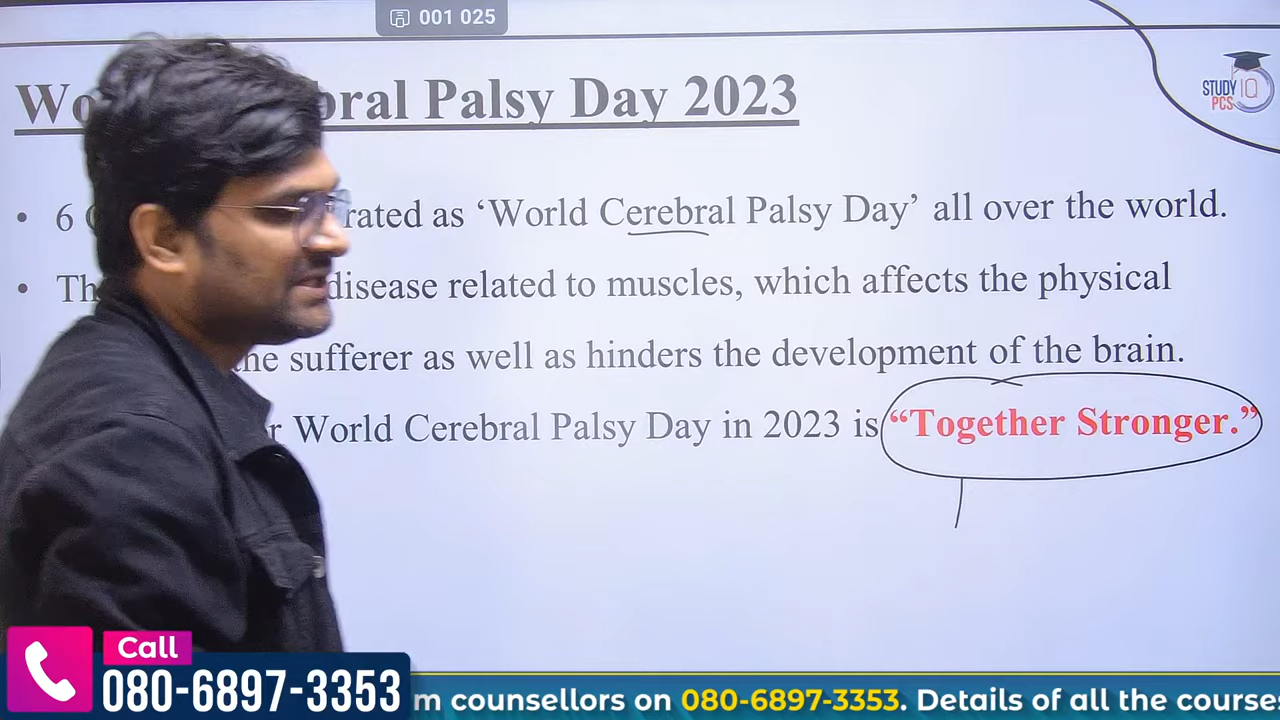 001 025
STUDY IQ
PCS
Wo bral Palsy Day 2023
• 6 rated as ‘World Cerebral Palsy Day’ all over the world.
• Th disease related to muscles, which affects the physical
he sufferer as well as hinders the development of the brain.
r World Cerebral Palsy Day in 2023 is “Together Stronger.”
Call
080-6897-3353
m counsellors on 080-6897-3353. Details of all the courses